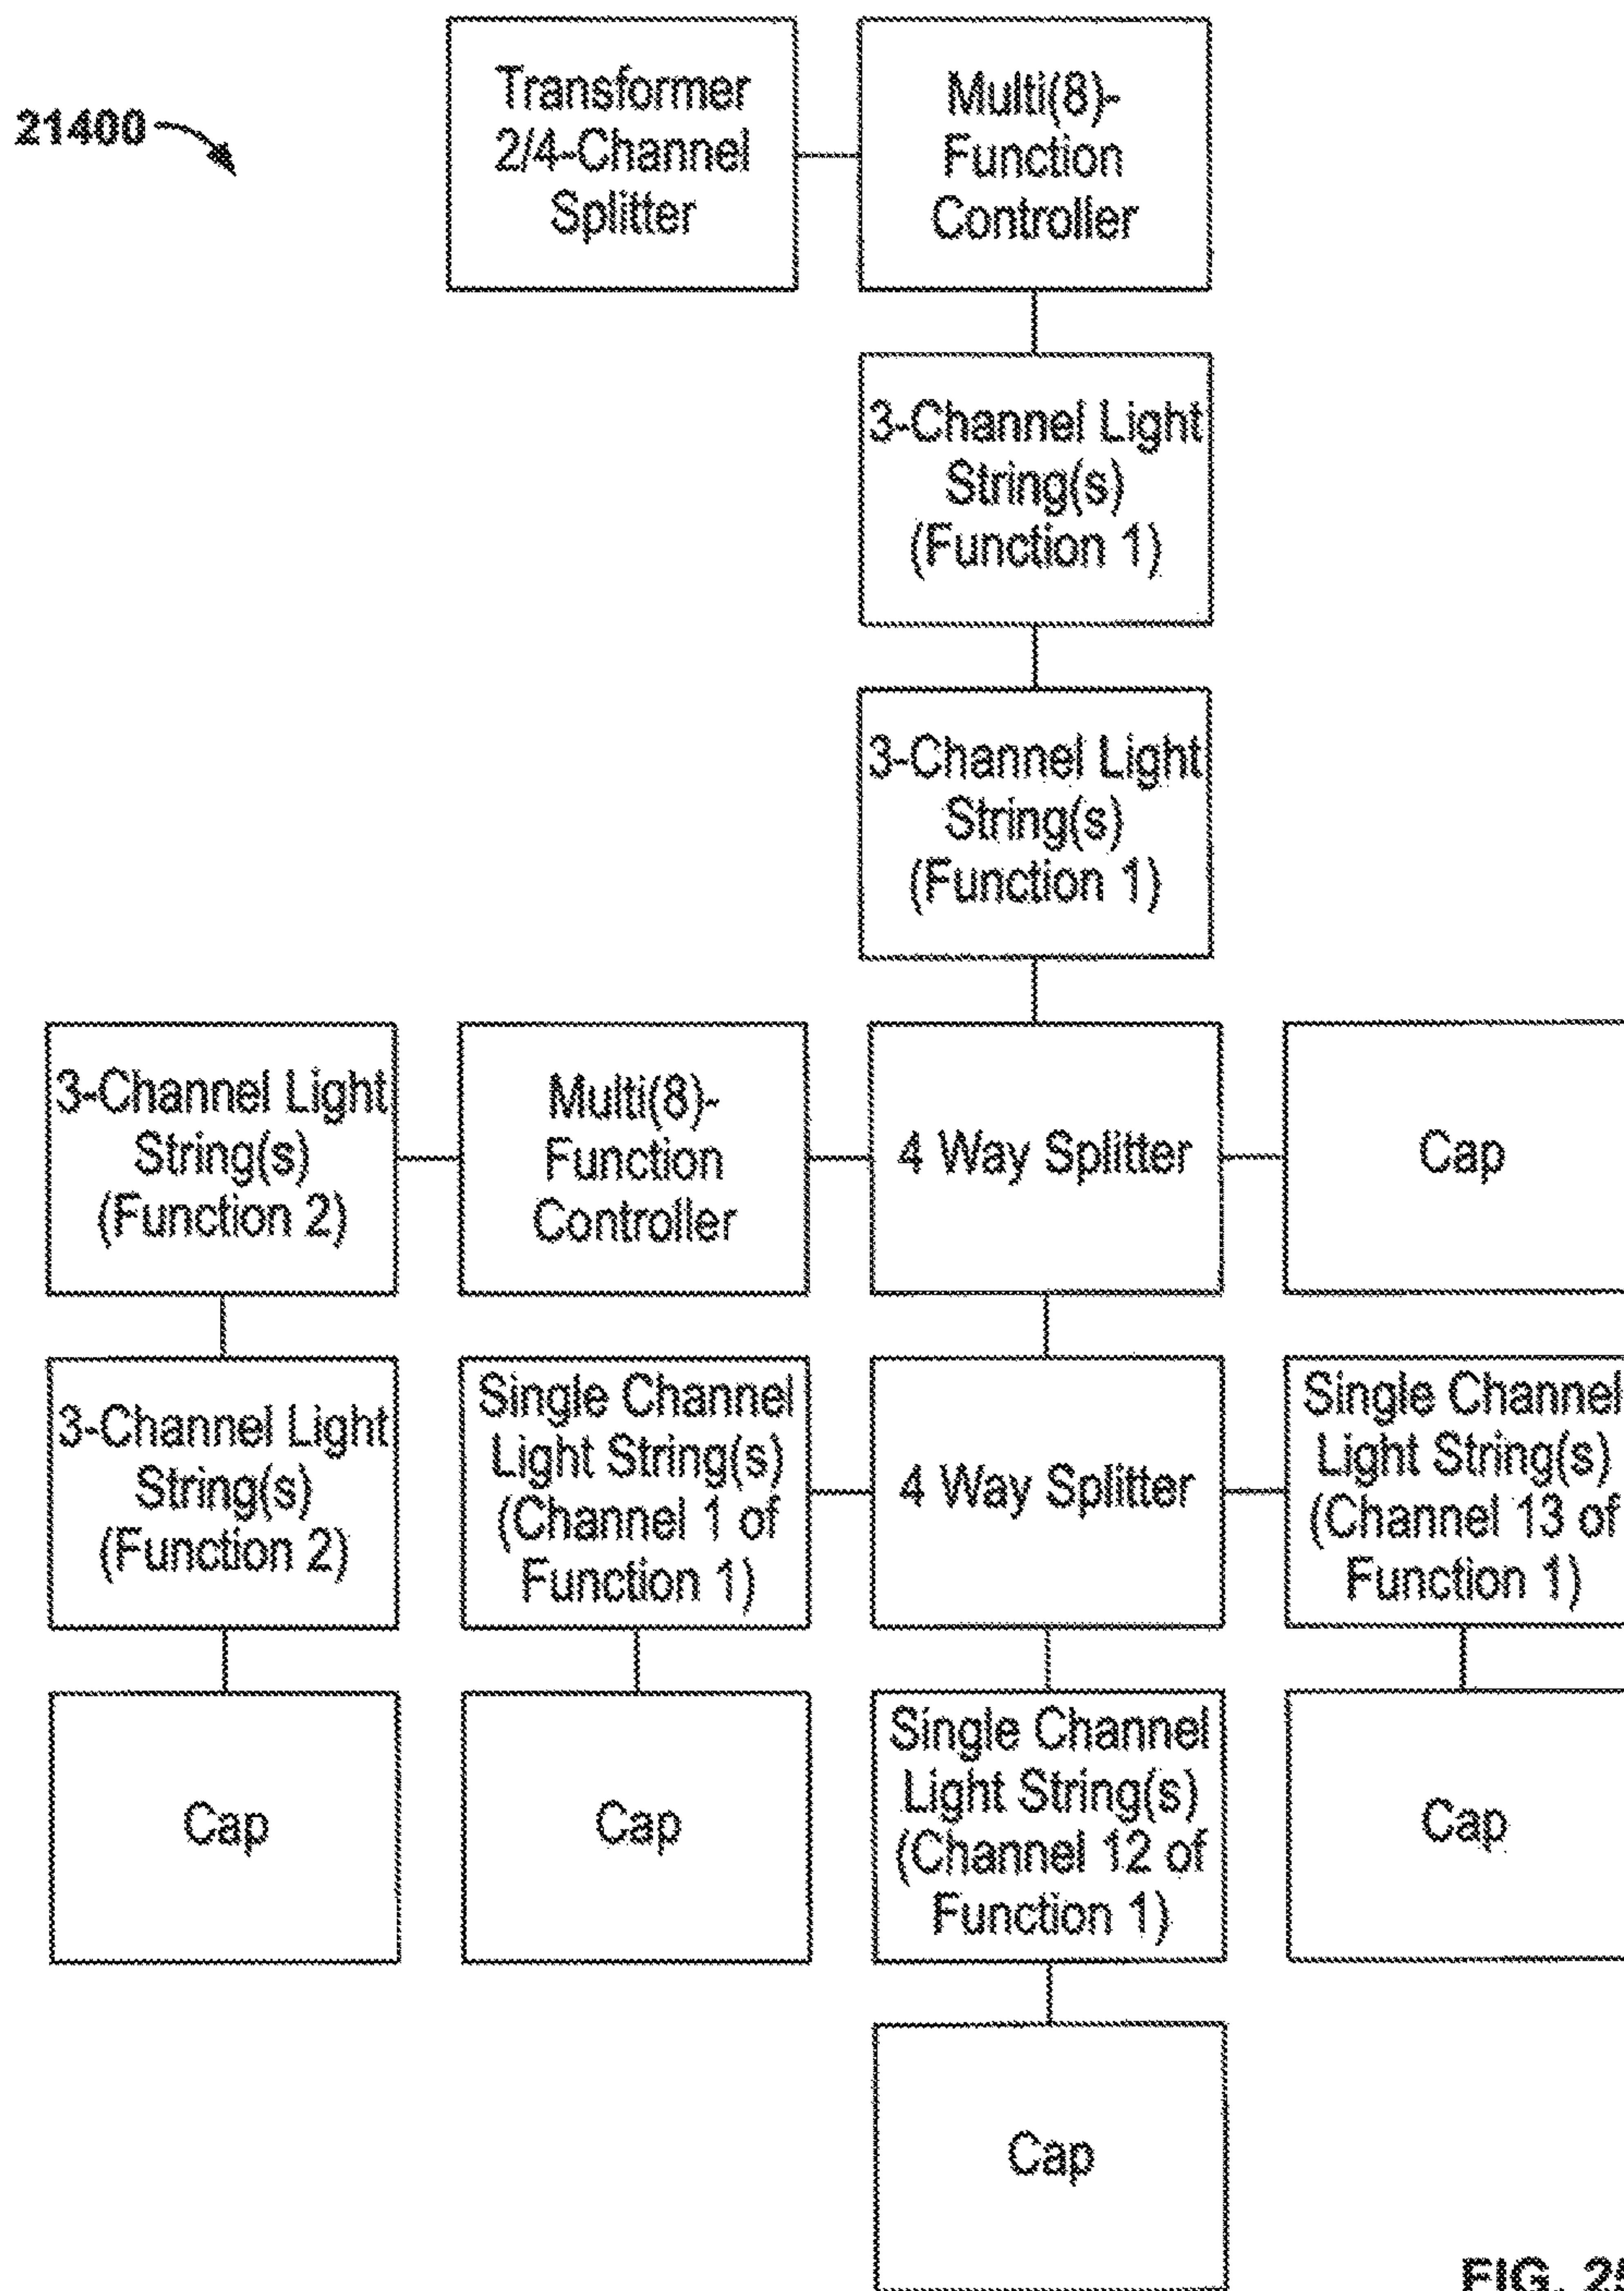 21400
Transformer
2/4-Channel
Splitter
Multi(8)-
Function
Controller
3-Channel Light
String(s)
(Function 1)
3-Channel Light
String(s)
(Function 1)
3-Channel Light
String(s)
(Function 2)
Multi(8)-
Function
Controller
4 Way Splitter
Cap
3-Channel Light
String(s)
(Function 2)
Single Channel
Light String(s)
(Channel 1 of
Function 1)
4 Way Splitter
Single Channel
Light String(s)
(Channel 13 of
Function 1)
Cap
Cap
Single Channel
Light String(s)
(Channel 12 of
Function 1)
Cap
Cap
FIG.